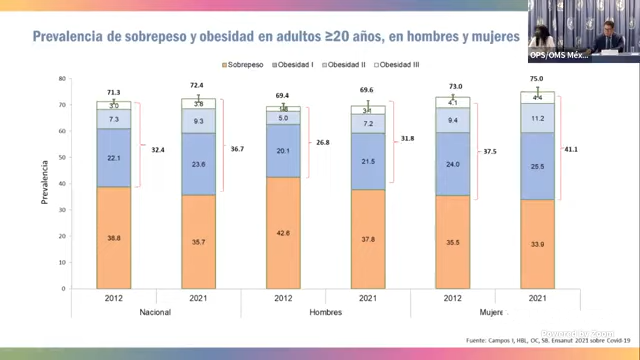 Prevalencia de sobrepeso y obesidad en adultos ≥20 años, en hombres y mujeres
OPS/OMS Méx...
Sobrepeso Obesidad I Obesidad II Obesidad III
80
70
60
50
40
30
20
10
0
Prevalencia
71.3 72.4 69.4 69.6 73.0 75.0
3.0 3.8 3.1 4.1 4.4
7.3 9.3 5.0 7.2 9.4 11.2
32.4 36.7 26.8 31.8 37.5 41.1
22.1 23.6 20.1 21.5 24.0 25.5
38.8 35.7 42.6 37.8 35.5 33.9
2012 2021 2012 2021 2012 2021
Nacional Hombres Mujere
Powered by Zoom
Fuente: Campos I, HBL, OC, SB. Ensanut 2021 sobre Covid-19